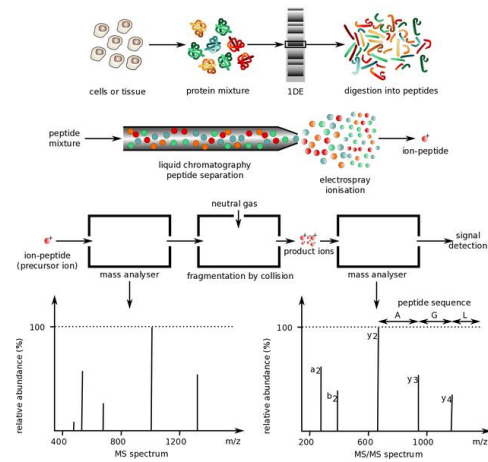 cells or tissue
protein mixture
1DE
digestion into peptides
peptide
mixture
liquid chromatography
peptide separation
electrospray
ionisation
+
ion-peptide
neutral gas
+
ion-peptide
(precursor ion)
mass analyser
fragmentation by collision
product ions
mass analyser
signal
detection
peptide sequence
A G L
100
relative abundance (%)
400 800 1200 m/z
MS spectrum
100
relative abundance (%)
a2
b2
y2
y3
y4
200 600 1000 m/z
MS/MS spectrum